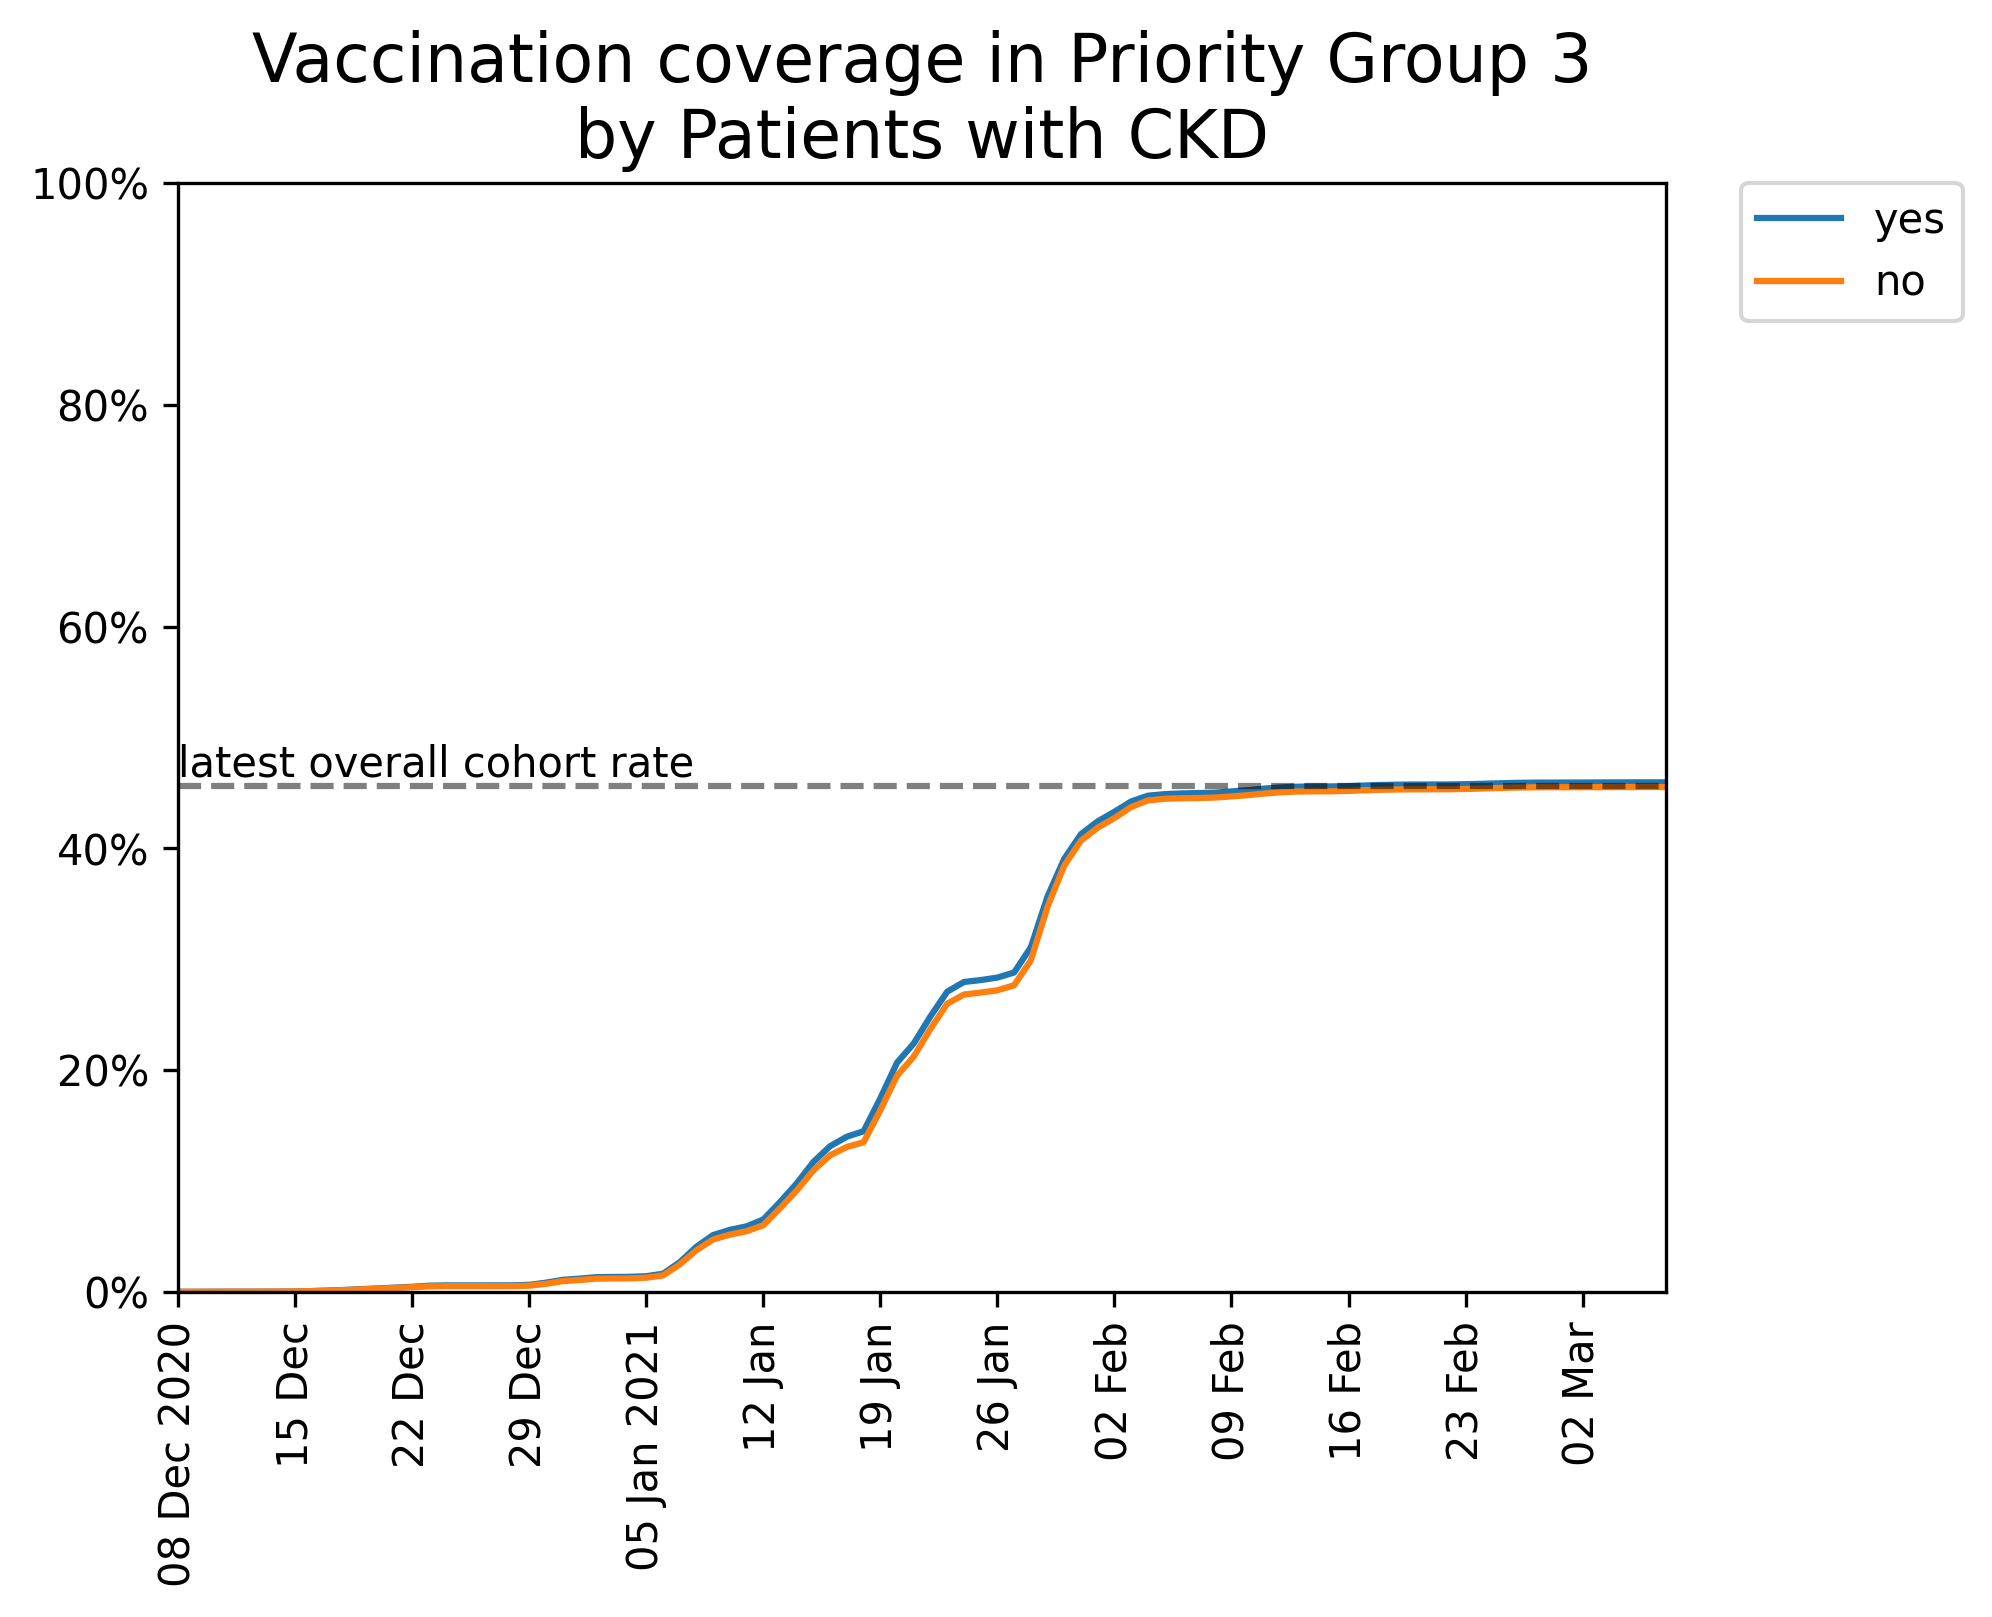 Vaccination coverage in Priority Group 3
by Patients with CKD
100%
80%
60%
40%
20%
0%
latest overall cohort rate
yes
no
08 Dec 2020
15 Dec
22 Dec
29 Dec
05 Jan 2021
12 Jan
19 Jan
26 Jan
02 Feb
09 Feb
16 Feb
23 Feb
02 Mar